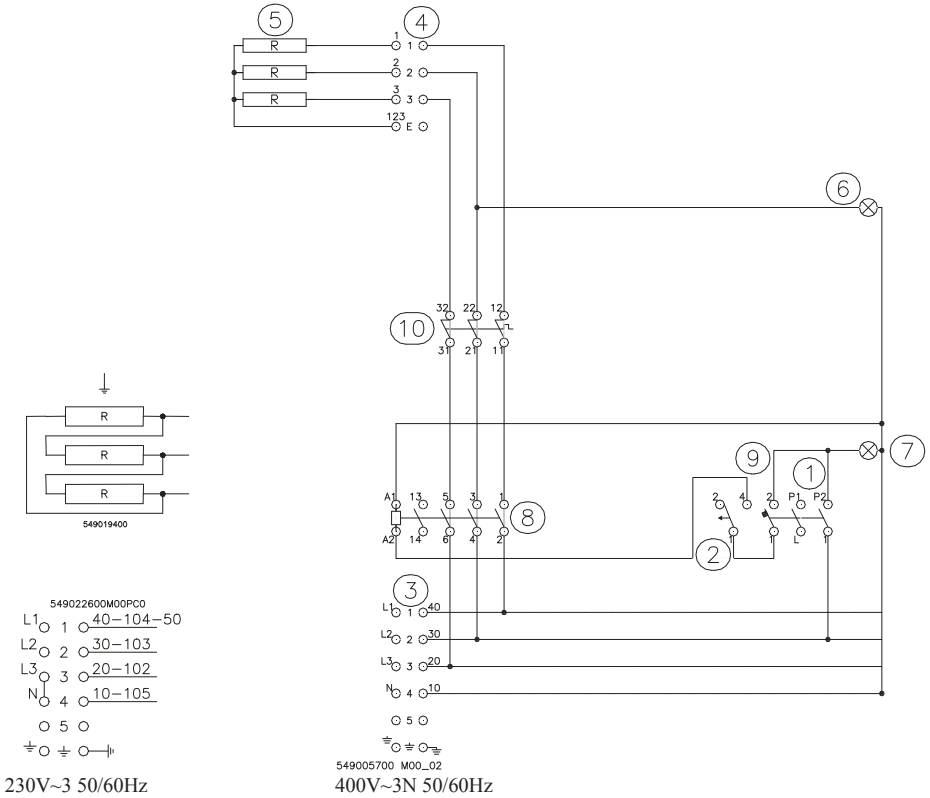 5 4
R 1 1
R 2 2
R 3 3
123 E
6
32 22 12
10
31 21 11
R
R
R
549019400
9 1 7
A1 13 5 3 1 2 4 2 P1 P2
8
A2 14 6 4 2 1 1 L 1
2
3
L1 1 40
L2 2 30
L3 3 20
N 4 10
5
549005700 M00_02
400V~3N 50/60Hz
549022600M00PC0
L1 1 40-104-50
L2 2 30-103
L3 3 20-102
N 4 10-105
5
230V~3 50/60Hz